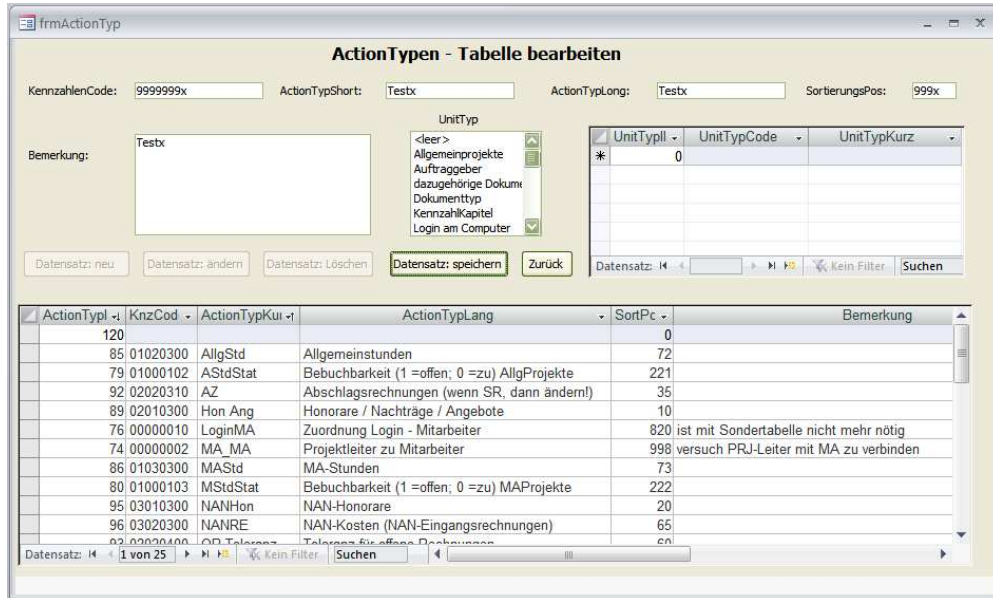 frmActionTyp
ActionTypen - Tabelle bearbeiten
KennzahlenCode: 9999999x ActionTypShort: Testx ActionTypLong: Testx SortierungsPos: 999x
Bemerkung: Testx
UnitTyp
<leer>
Allgemeinprojekte
Auftraggeber
dazugehörige Dokume
Dokumenttyp
KennzahlKapitel
Login am Computer
UnitTypII UnitTypCode UnitTypKurz
0
Datensatz: Kein Filter Suchen
Datensatz: neu Datensatz: ändern Datensatz: Löschen Datensatz: speichern Zurück
ActionTypI KnzCod ActionTypKui ActionTypLang SortPc Bemerkung
120 0
85 01020300 AllgStd Allgemeinstunden 72
79 01000102 AStdStat Bebuchbarkeit (1 =offen; 0 =zu) AllgProjekte 221
92 02020310 AZ Abschlagsrechnungen (wenn SR, dann ändern!) 35
89 02010300 Hon Ang Honorare / Nachträge / Angebote 10
76 00000010 LoginMA Zuordnung Login - Mitarbeiter 820 ist mit Sondertabelle nicht mehr nötig
74 00000002 MA_MA Projektleiter zu Mitarbeiter 998 versuch PRJ-Leiter mit MA zu verbinden
86 01030300 MAStd MA-Stunden 73
80 01000103 MStdStat Bebuchbarkeit (1 =offen; 0 =zu) MAProjekte 222
95 03010300 NANHon NAN-Honorare 20
96 03020300 NANRE NAN-Kosten (NAN-Eingangsrechnungen) 65
Datensatz: 1 von 25 Kein Filter Suchen